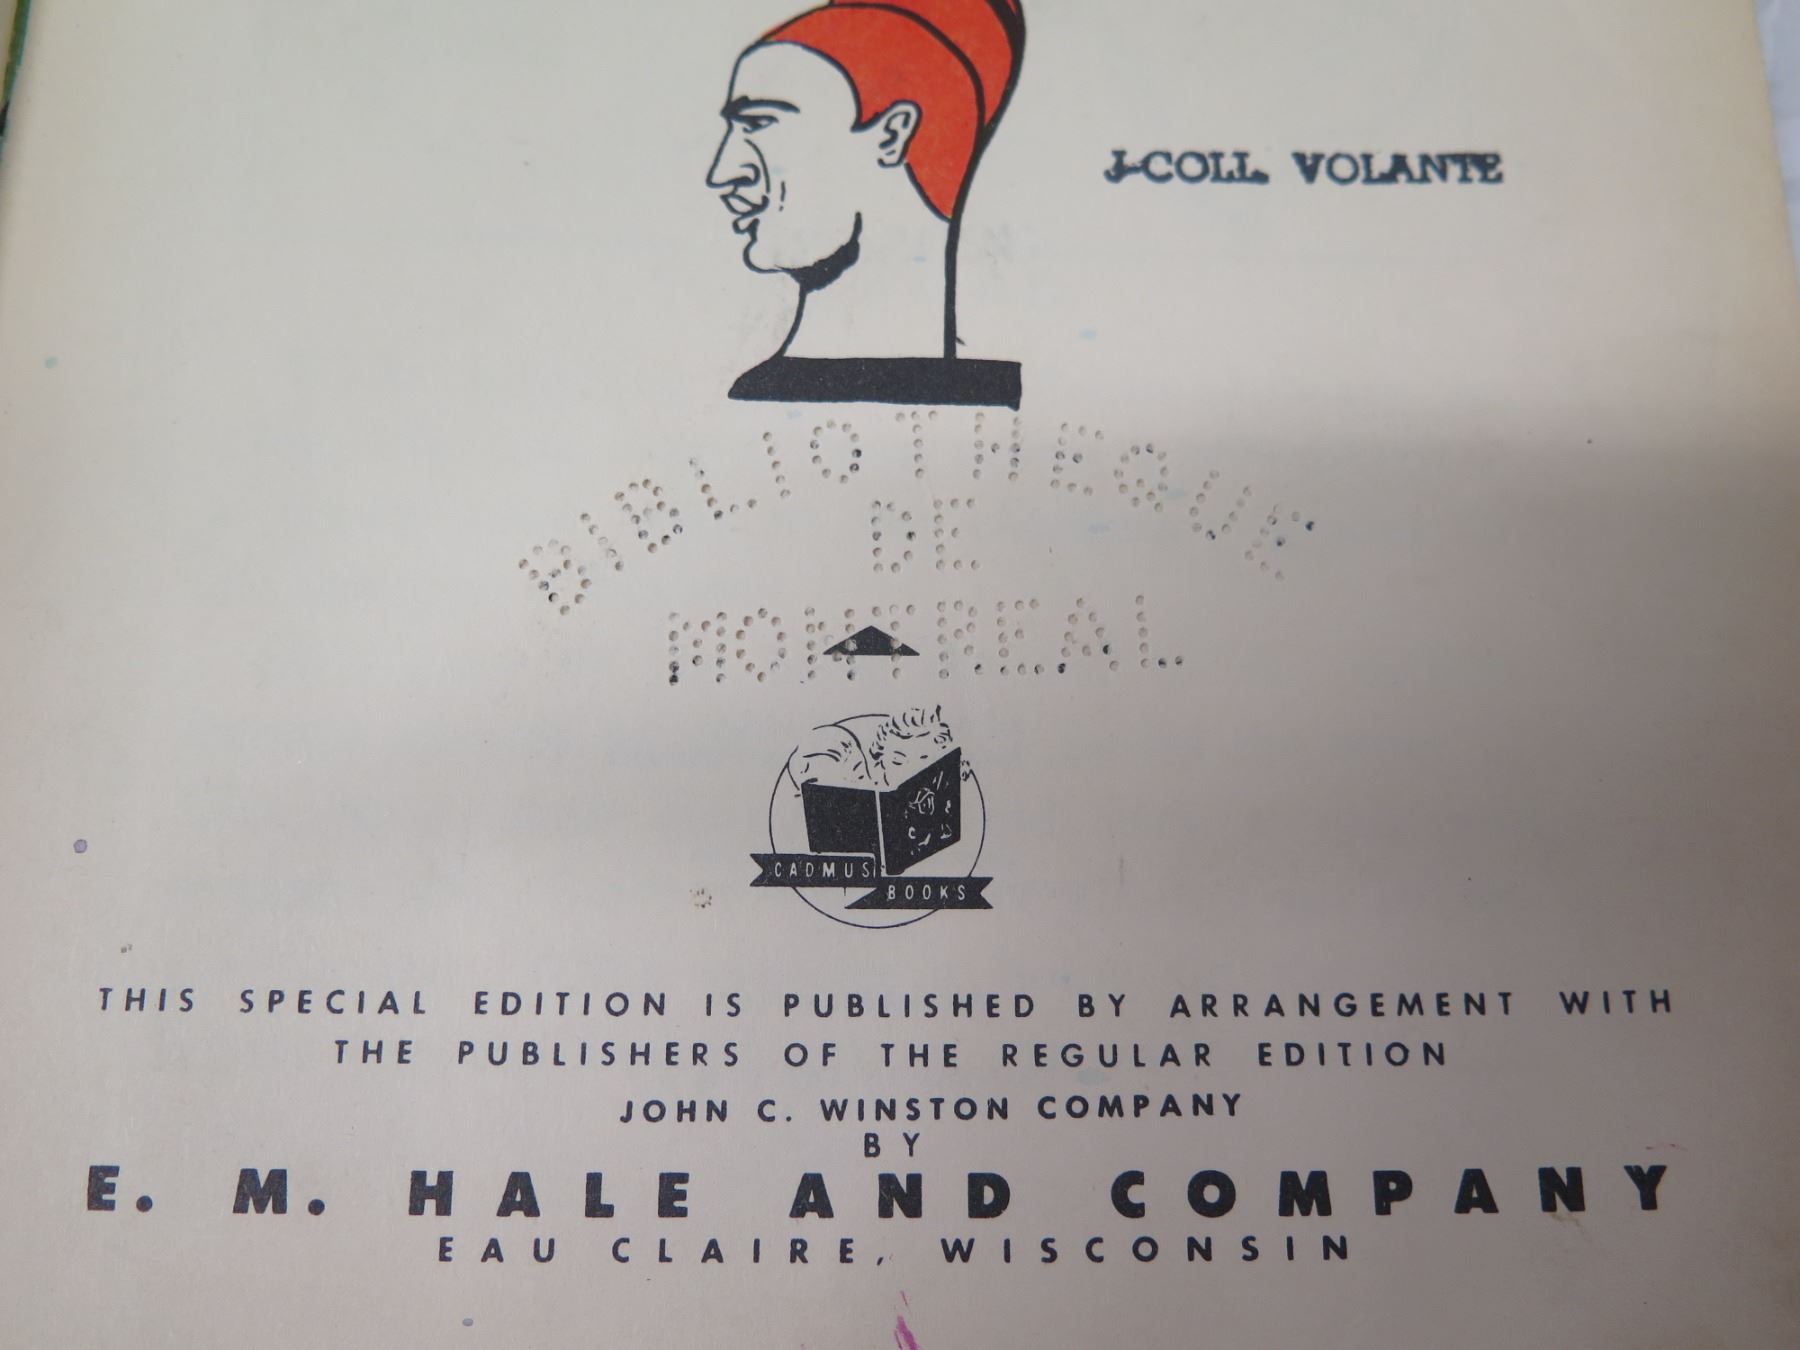 J-COLL. VOLANTE
BIBLIOTHEQUE
DE
MONTREAL
CADMUS
BOOKS
THIS SPECIAL EDITION IS PUBLISHED BY ARRANGEMENT WITH
THE PUBLISHERS OF THE REGULAR EDITION
JOHN C. WINSTON COMPANY
BY
E. M. HALE AND COMPANY
EAU CLAIRE, WISCONSIN